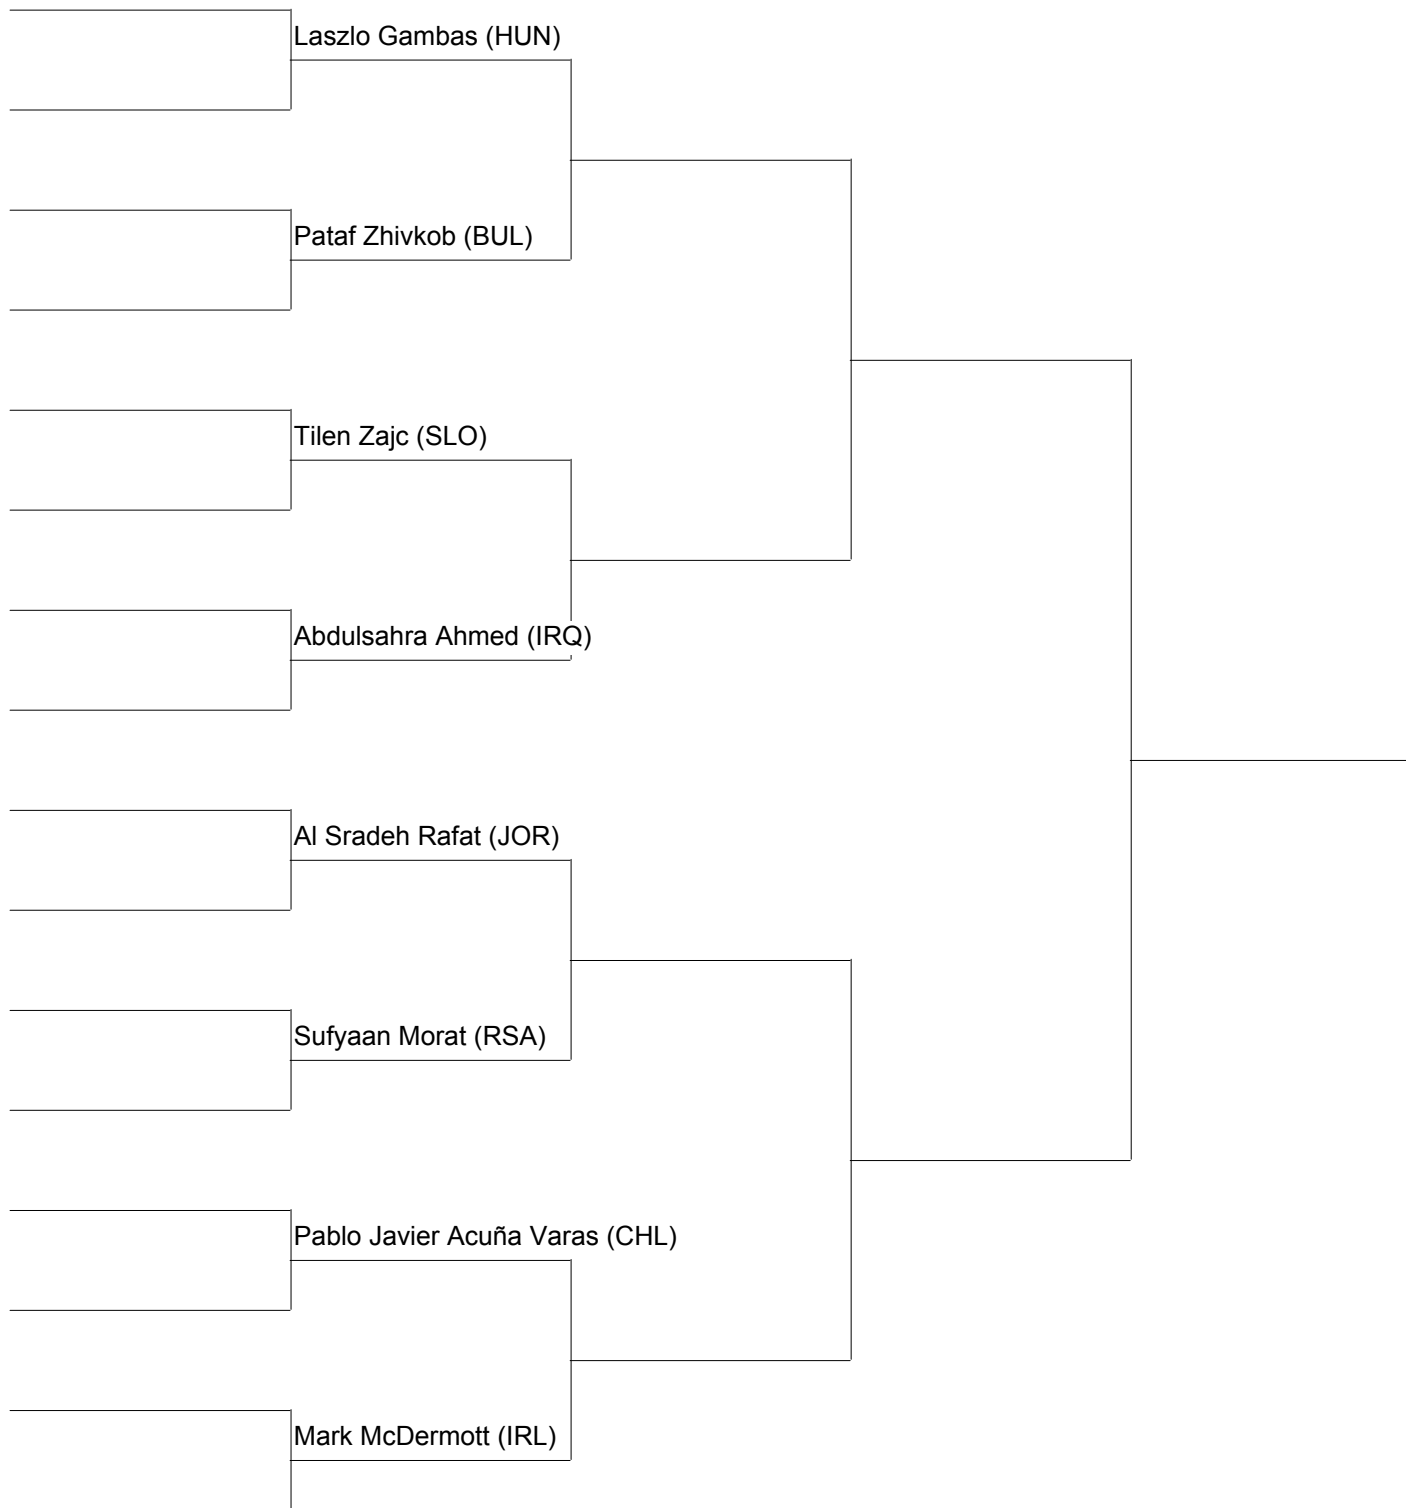 Laszlo Gambas (HUN)
Pataf Zhivkob (BUL)
Tilen Zajc (SLO)
Abdulsahra Ahmed (IRQ)
Al Sradeh Rafat (JOR)
Sufyaan Morat (RSA)
Pablo Javier Acuña Varas (CHL)
Mark McDermott (IRL)